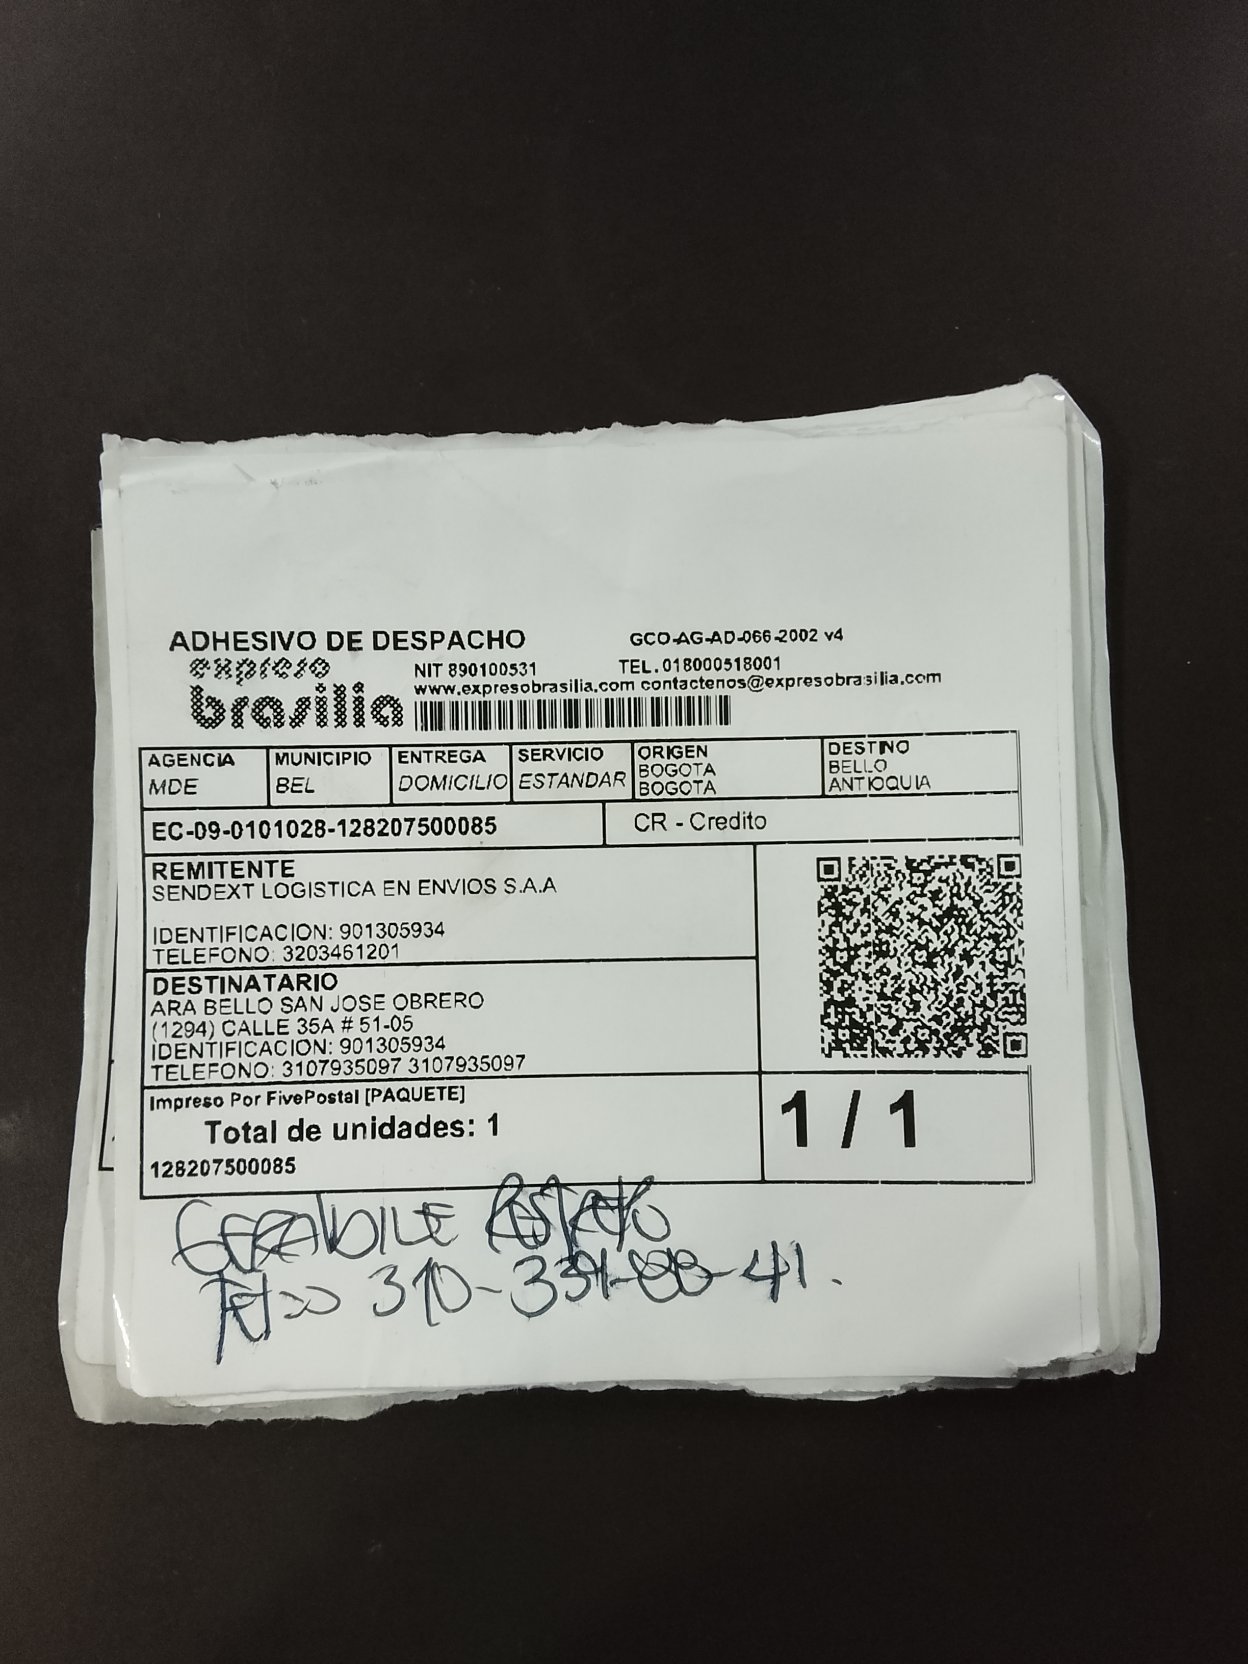 ADHESIVO DE DESPACHO
GCO-AG-AD-066-2002 v4
expreso
brasilia
NIT 890100531
TEL. 018000518001
www.expresobrasilia.com contactenos@expresobrasilia.com
AGENCIA
MDE
MUNICIPIO
BEL
ENTREGA
DOMICILIO
SERVICIO
ESTANDAR
ORIGEN
BOGOTA
BOGOTA
DESTINO
BELLO
ANTIOQUIA
EC-09-0101028-128207500085
CR - Credito
REMITENTE
SENDEXT LOGISTICA EN ENVIOS S.A.A
IDENTIFICACION: 901305934
TELEFONO: 3203461201
DESTINATARIO
ARA BELLO SAN JOSE OBRERO
(1294) CALLE 35A # 51-05
IDENTIFICACION: 901305934
TELEFONO: 3107935097 3107935097
Impreso Por FivePostal [PAQUETE]
Total de unidades: 1
128207500085
1 / 1